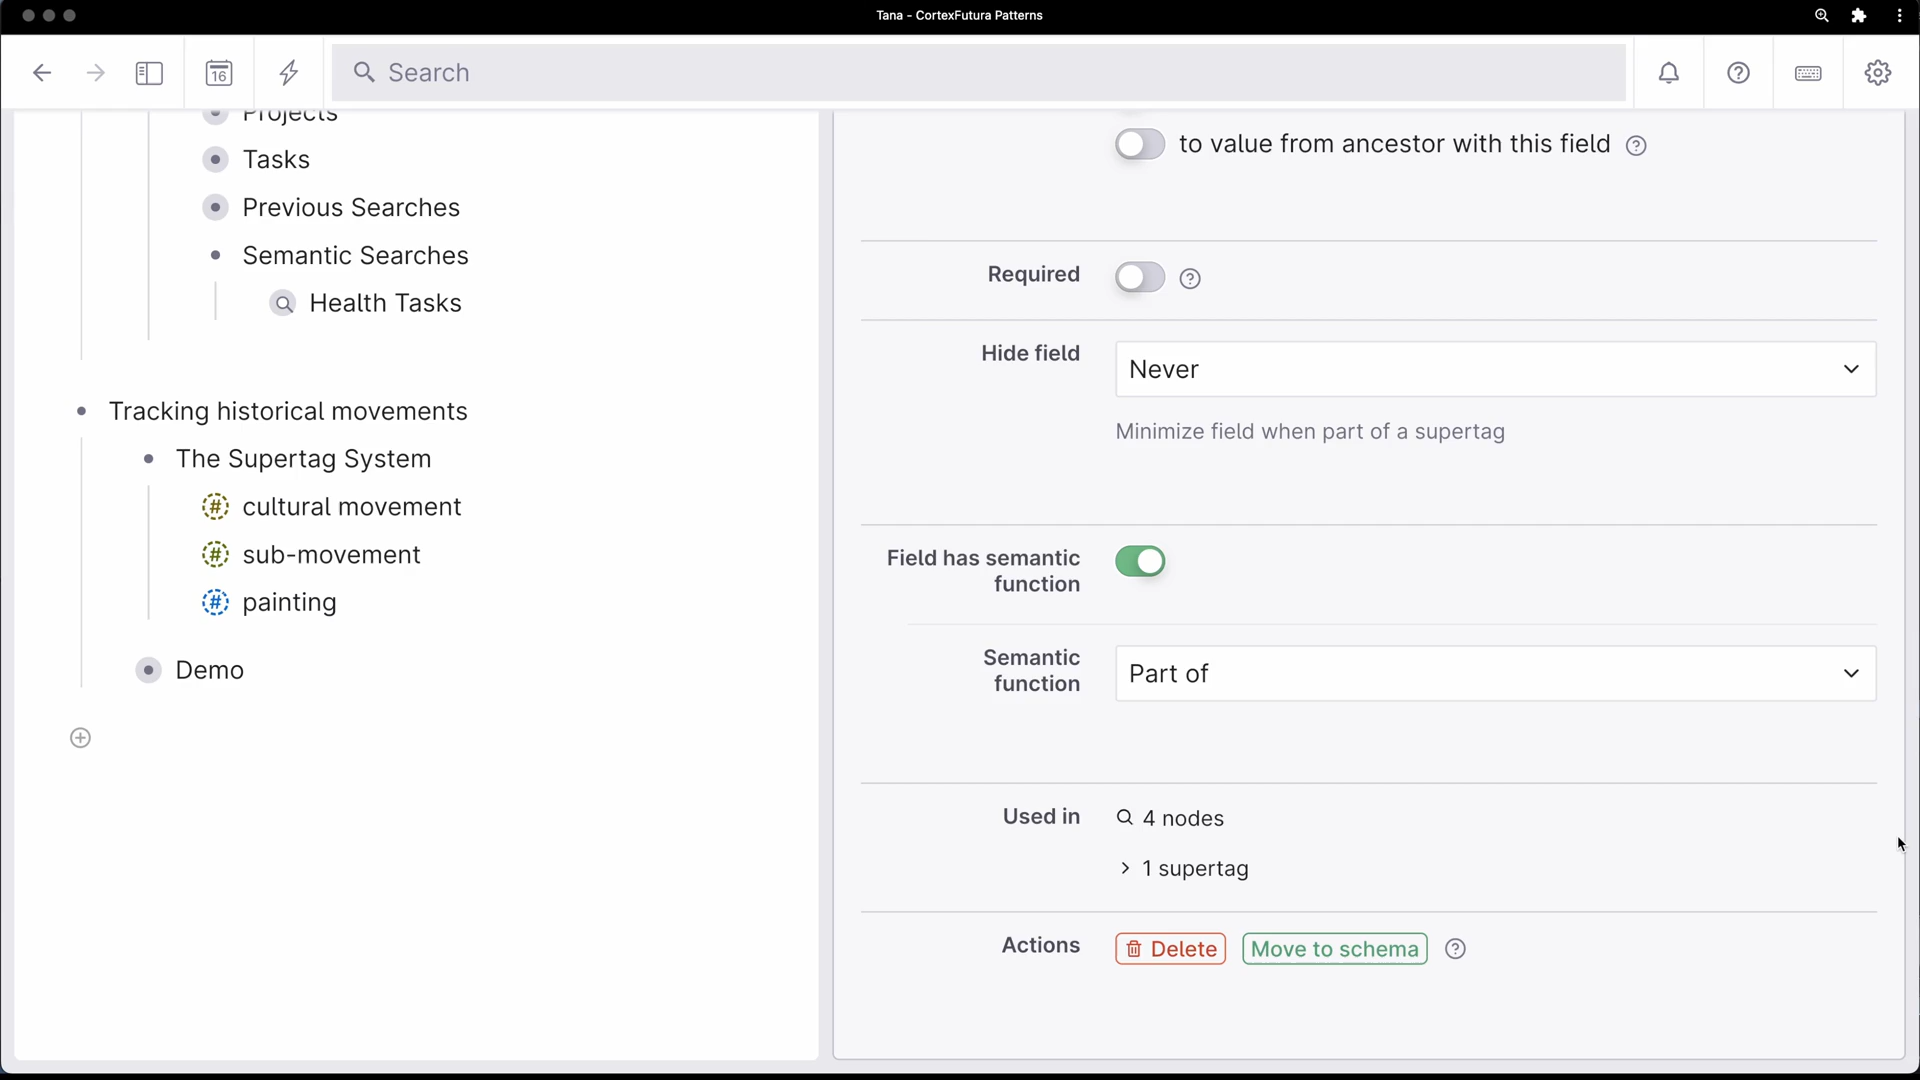 Tana - CortexFutura Patterns
16
Search
Projects
Tasks
Previous Searches
Semantic Searches
Health Tasks
Tracking historical movements
The Supertag System
# cultural movement
# sub-movement
# painting
Demo
to value from ancestor with this field
Required
Hide field
Never
Minimize field when part of a supertag
Field has semantic
function
Semantic
function
Part of
Used in
4 nodes
1 supertag
Actions
Delete
Move to schema